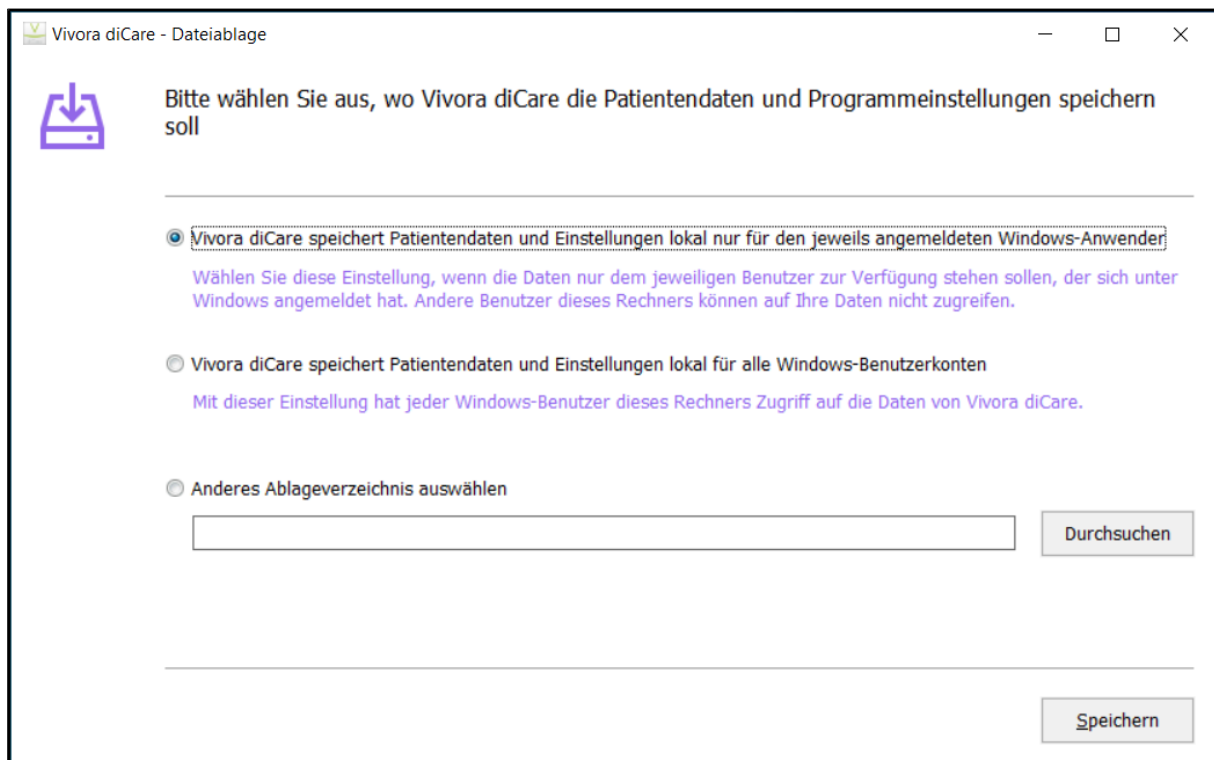 Vivora diCare - Dateiablage
Bitte wählen Sie aus, wo Vivora diCare die Patientendaten und Programmeinstellungen speichern
soll
Vivora diCare speichert Patientendaten und Einstellungen lokal nur für den jeweils angemeldeten Windows-Anwender
Wählen Sie diese Einstellung, wenn die Daten nur dem jeweiligen Benutzer zur Verfügung stehen sollen, der sich unter
Windows angemeldet hat. Andere Benutzer dieses Rechners können auf Ihre Daten nicht zugreifen.
Vivora diCare speichert Patientendaten und Einstellungen lokal für alle Windows-Benutzerkonten
Mit dieser Einstellung hat jeder Windows-Benutzer dieses Rechners Zugriff auf die Daten von Vivora diCare.
Anderes Ablageverzeichnis auswählen
Durchsuchen
Speichern